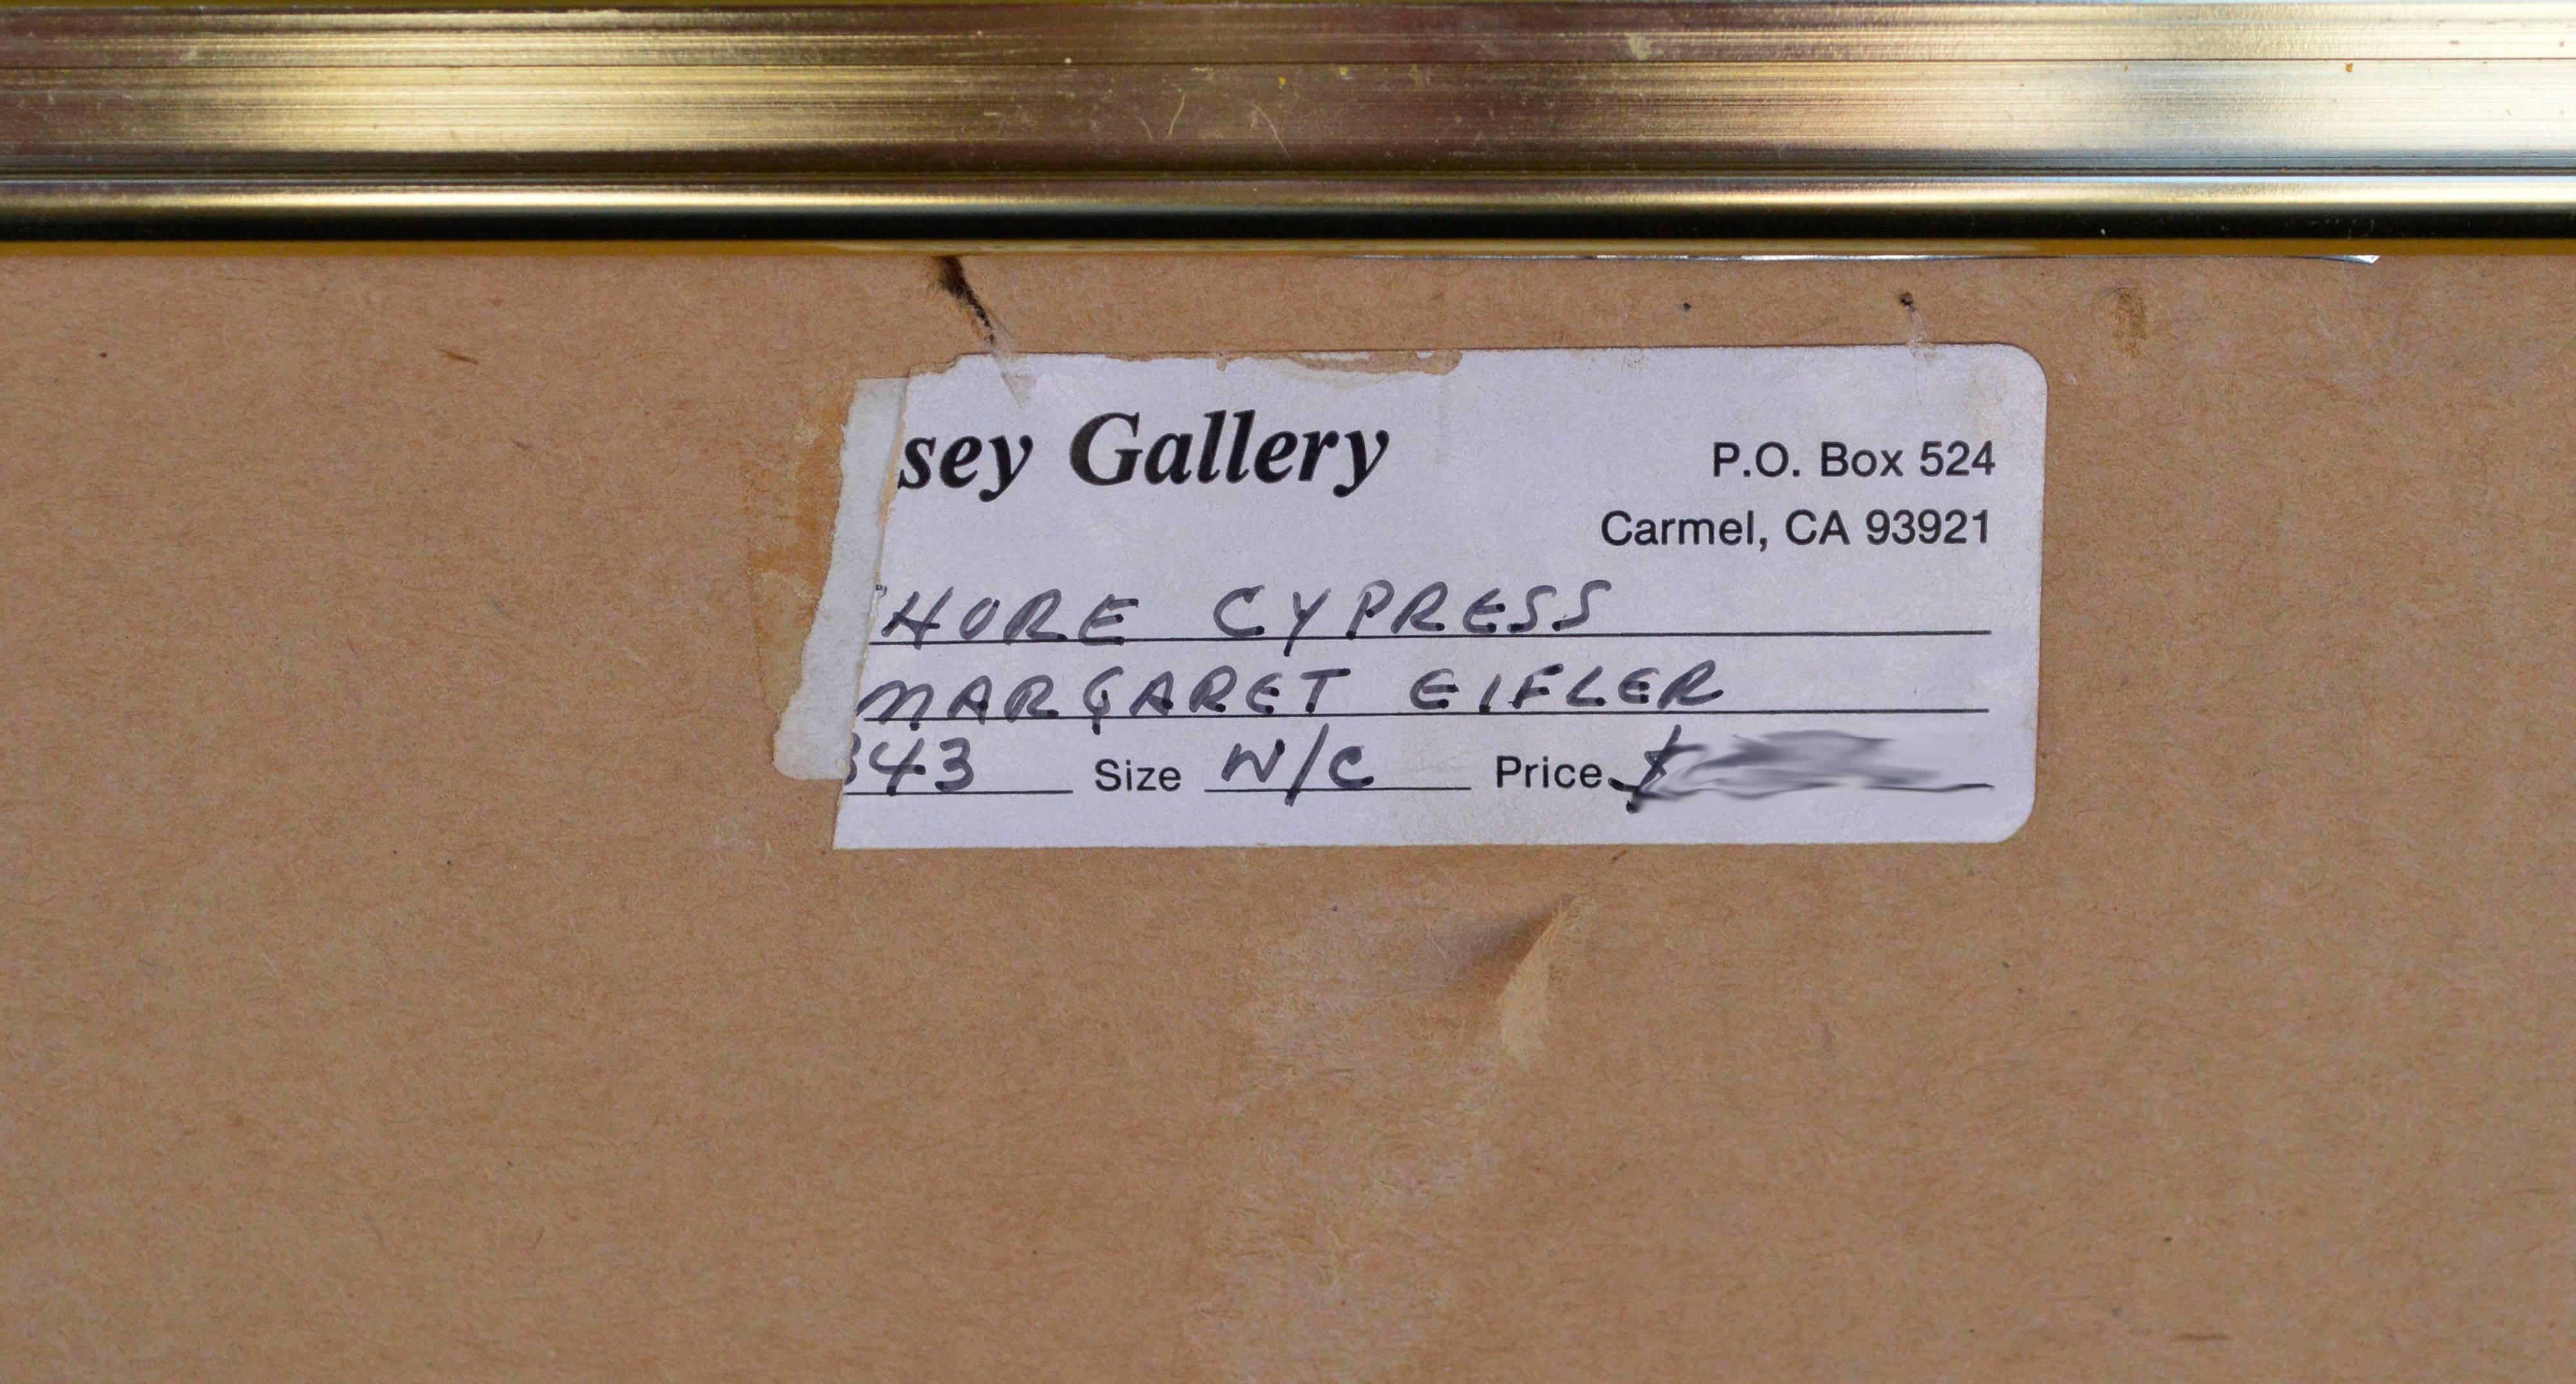 sey Gallery
P.O. Box 524
Carmel, CA 93921
HORE CYPRESS
MARGARET EIFLER
343 Size W/C Price $